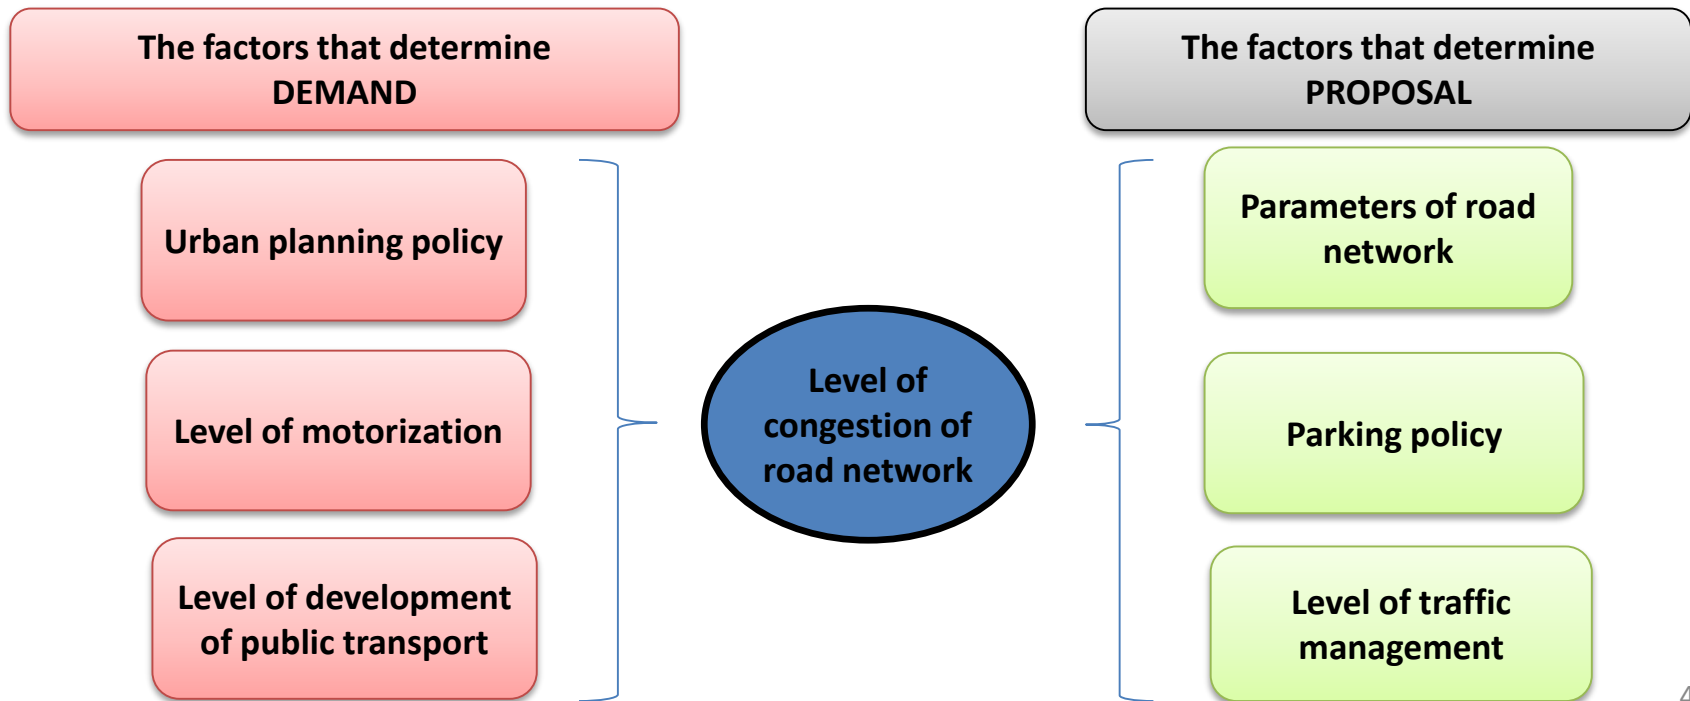 The factors that determine
DEMAND
The factors that determine
PROPOSAL
Urban planning policy
Level of motorization
Level of development
of public transport
Level of
congestion of
road network
Parameters of road
network
Parking policy
Level of traffic
management
4